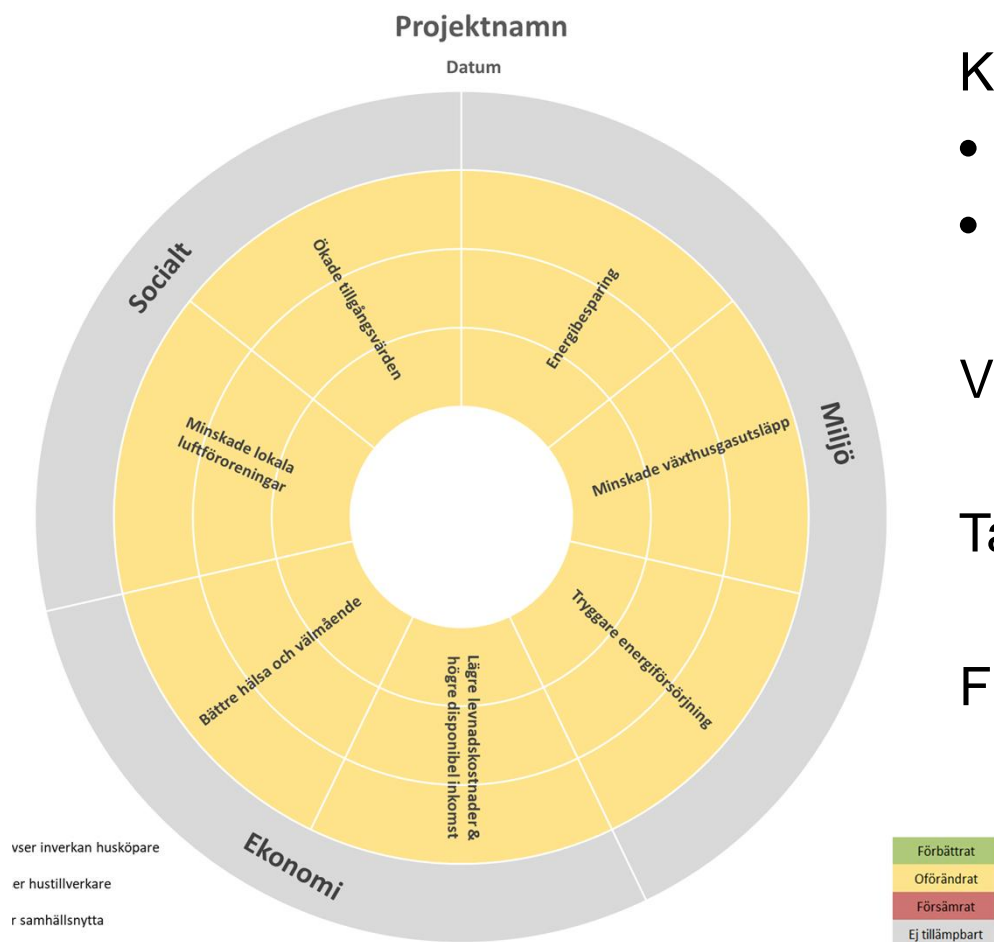 Projektnamn
Datum
Socialt
Ökade tillgångsvärden
Energibesparing
Minskade lokala
luftföroreningar
Minskade växthusgasutsläpp
Miljö
Bättre hälsa och välmående
Lägre levnadskostnader &
högre disponibel inkomst
Tryggare energiförsörjning
Ekonomi
vser inverkan husköpare
er hustillverkare
r samhällsnytta
K
•
•
V
Ta
F
Förbättrat
Oförändrat
Försämrat
Ej tillämpbart